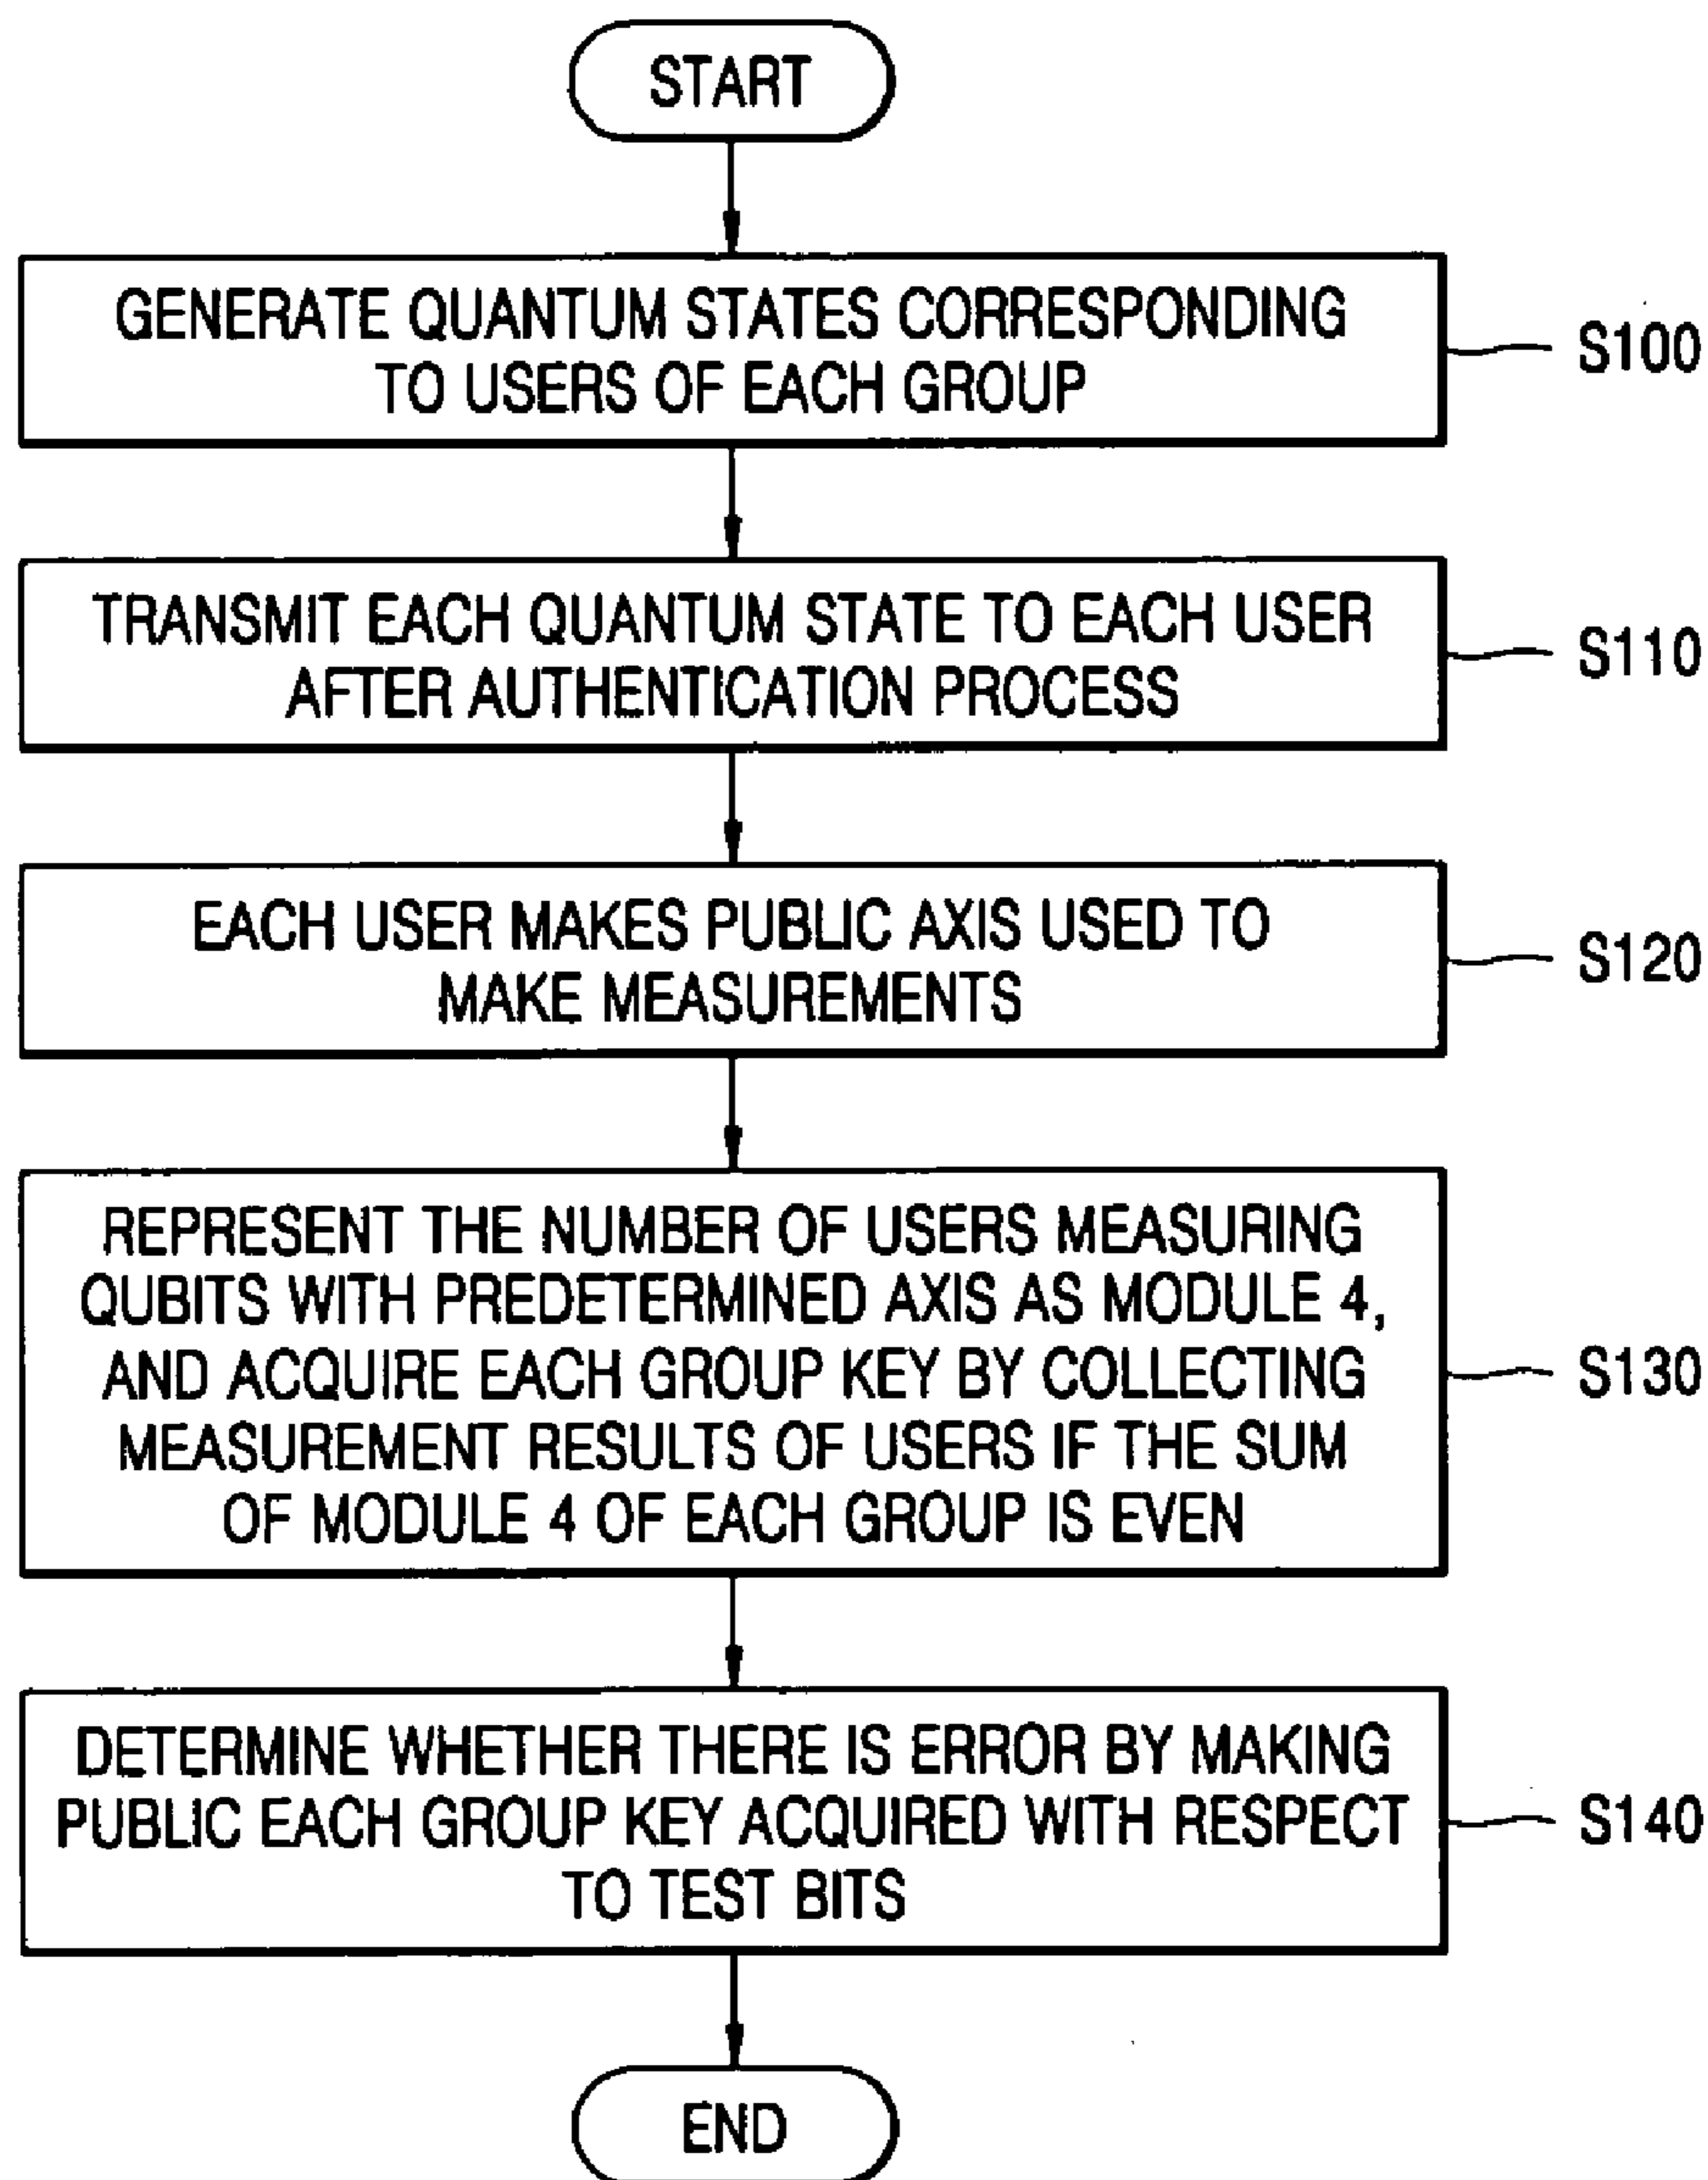 START
GENERATE QUANTUM STATES CORRESPONDING
TO USERS OF EACH GROUP
S100
TRANSMIT EACH QUANTUM STATE TO EACH USER
AFTER AUTHENTICATION PROCESS
S110
EACH USER MAKES PUBLIC AXIS USED TO
MAKE MEASUREMENTS
S120
REPRESENT THE NUMBER OF USERS MEASURING
QUBITS WITH PREDETERMINED AXIS AS MODULE 4,
AND ACQUIRE EACH GROUP KEY BY COLLECTING
MEASUREMENT RESULTS OF USERS IF THE SUM
OF MODULE 4 OF EACH GROUP IS EVEN
S130
DETERMINE WHETHER THERE IS ERROR BY MAKING
PUBLIC EACH GROUP KEY ACQUIRED WITH RESPECT
TO TEST BITS
S140
END